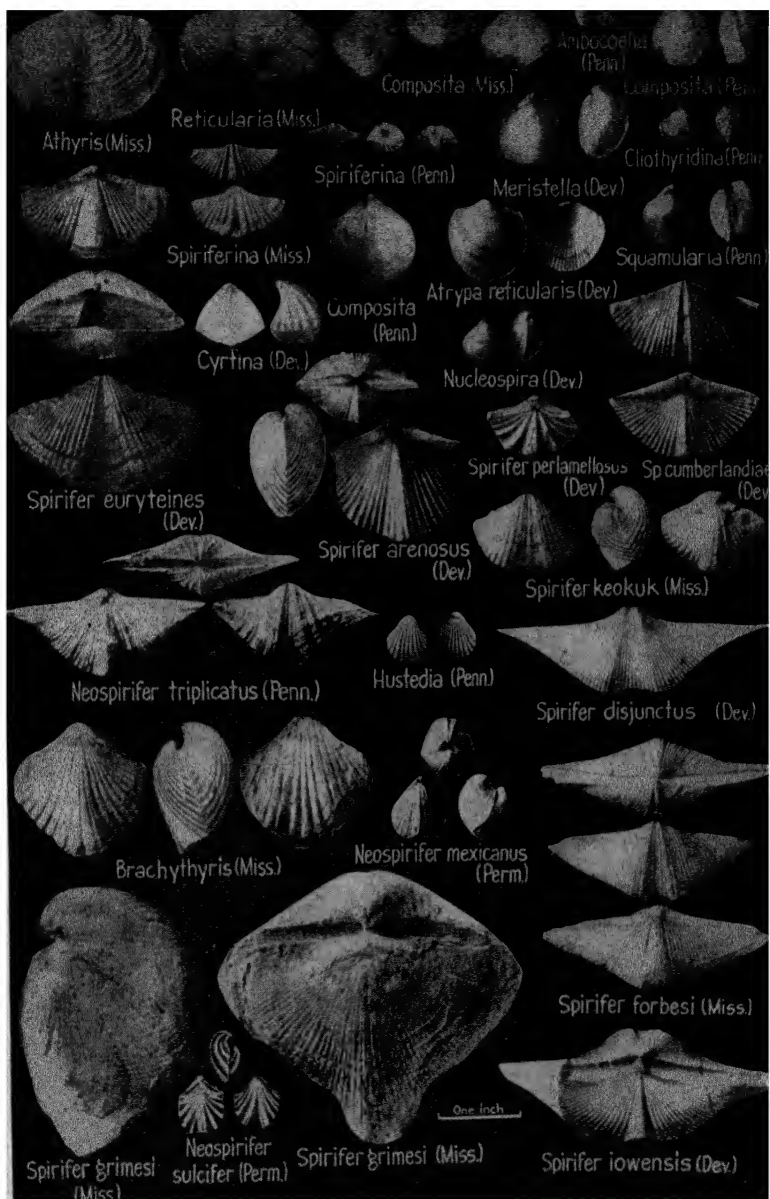 Ambocoelia
(Penn.)
Composita (Miss.)
Composita (Penn.)
Athyris (Miss.)
Reticularia (Miss.)
Spiriferina (Penn.)
Meristella (Dev.)
Cliothyridina (Penn.)
Spiriferina (Miss.)
Composita
(Penn.)
Atrypa reticularis (Dev.)
Squamularia (Penn.)
Cyrtina (Dev.)
Nucleospira (Dev.)
Spirifer euryteines
(Dev.)
Spirifer arenosus
(Dev.)
Spirifer perlamellosus
(Dev.)
Sp. cumberlandiae
(Dev.
Spirifer keokuk (Miss.)
Neospirifer triplicatus (Penn.)
Hustedia (Penn.)
Spirifer disjunctus (Dev.)
Brachythyris (Miss.)
Neospirifer mexicanus
(Perm.)
Spirifer forbesi (Miss.)
One inch
Spirifer grimesi
(Miss.)
Neospirifer
sulcifer (Perm.)
Spirifer grimesi (Miss.)
Spirifer iowensis (Dev.)